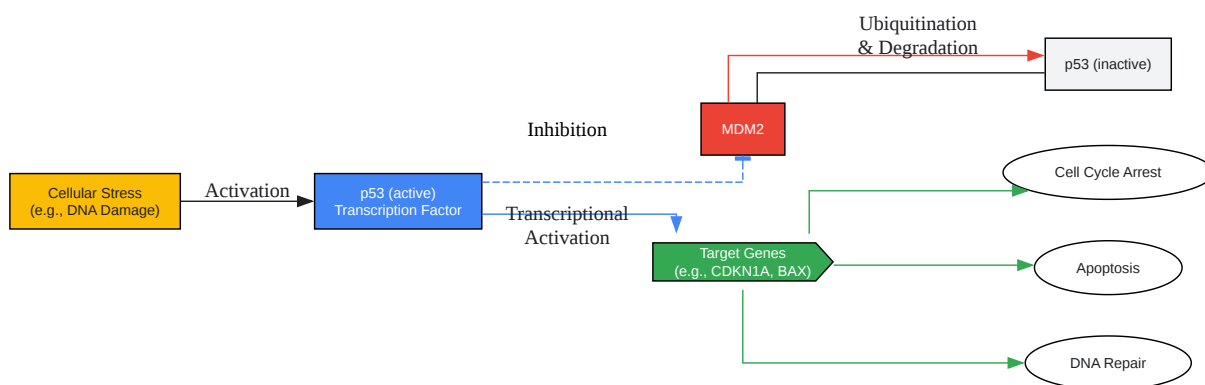 Ubiquitination
& Degradation
p53 (inactive)
MDM2
Inhibition
Cell Cycle Arrest
Cellular Stress
(e.g., DNA Damage)
Activation
p53 (active)
Transcription Factor
Transcriptional
Activation
Target Genes
(e.g., CDKN1A, BAX)
Apoptosis
DNA Repair